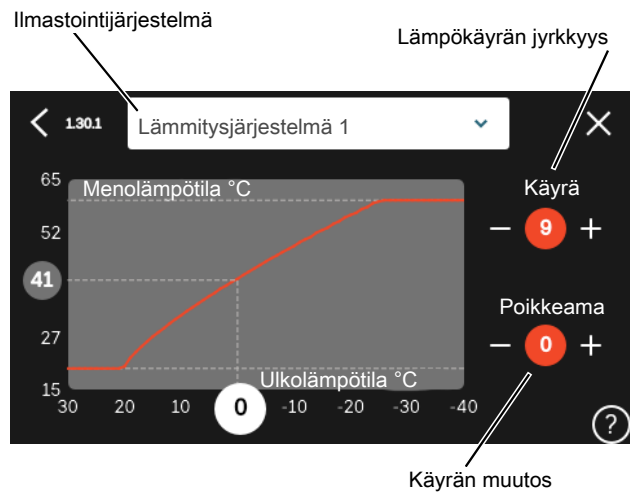 Ilmastointijärjestelmä
Lämpökäyrän jyrkkyys
1.30.1 Lämmitysjärjestelmä 1
65 Menolämpötila °C
Käyrä
52
− 9 +
41
Poikkeama
27
− 0 +
Ulkolämpötila °C
15
30 20 10 0 -10 -20 -30 -40
?
Käyrän muutos